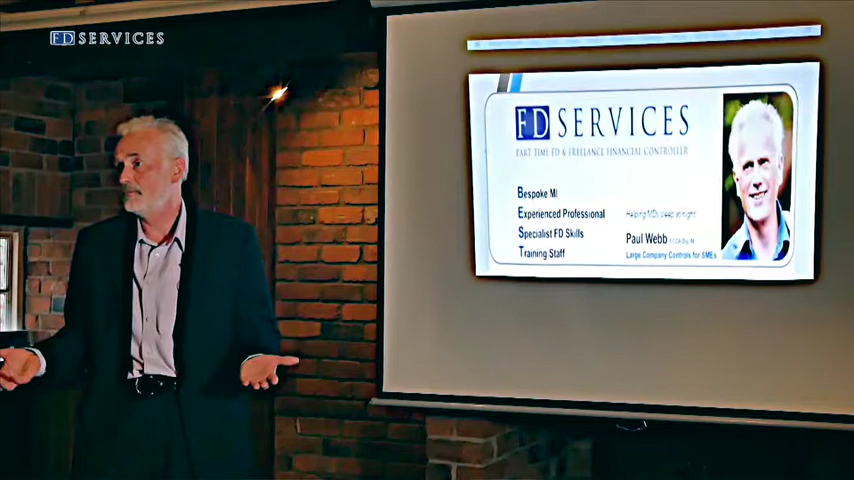 FD SERVICES
FD SERVICES
PART TIME FD & FREELANCE FINANCIAL CONTROLLER
Bespoke MI
Experienced Professional
Helping MDs sleep at night
Specialist FD Skills
Paul Webb
Training Staff
Large Company Controls for SMEs